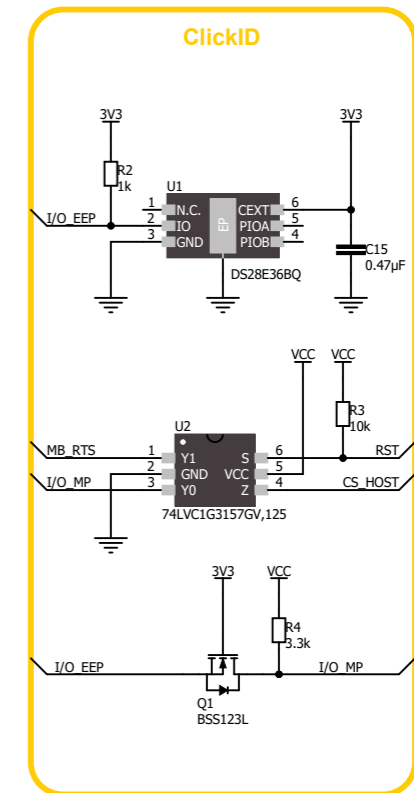 ClickID
3V3 3V3
R2
1k
U1
I/O_EEP
1 N.C. CEXT 6
2 IO EP PIOA 5
3 GND PIOB 4
DS28E36BQ
C15
0.47µF
VCC VCC
R3
10k
U2
MB_RTS 1 Y1 S 6 RST
2 GND VCC 5
I/O_MP 3 Y0 Z 4 CS_HOST
74LVC1G3157GV,125
3V3 VCC
R4
3.3k
I/O_EEP I/O_MP
Q1
BSS123L